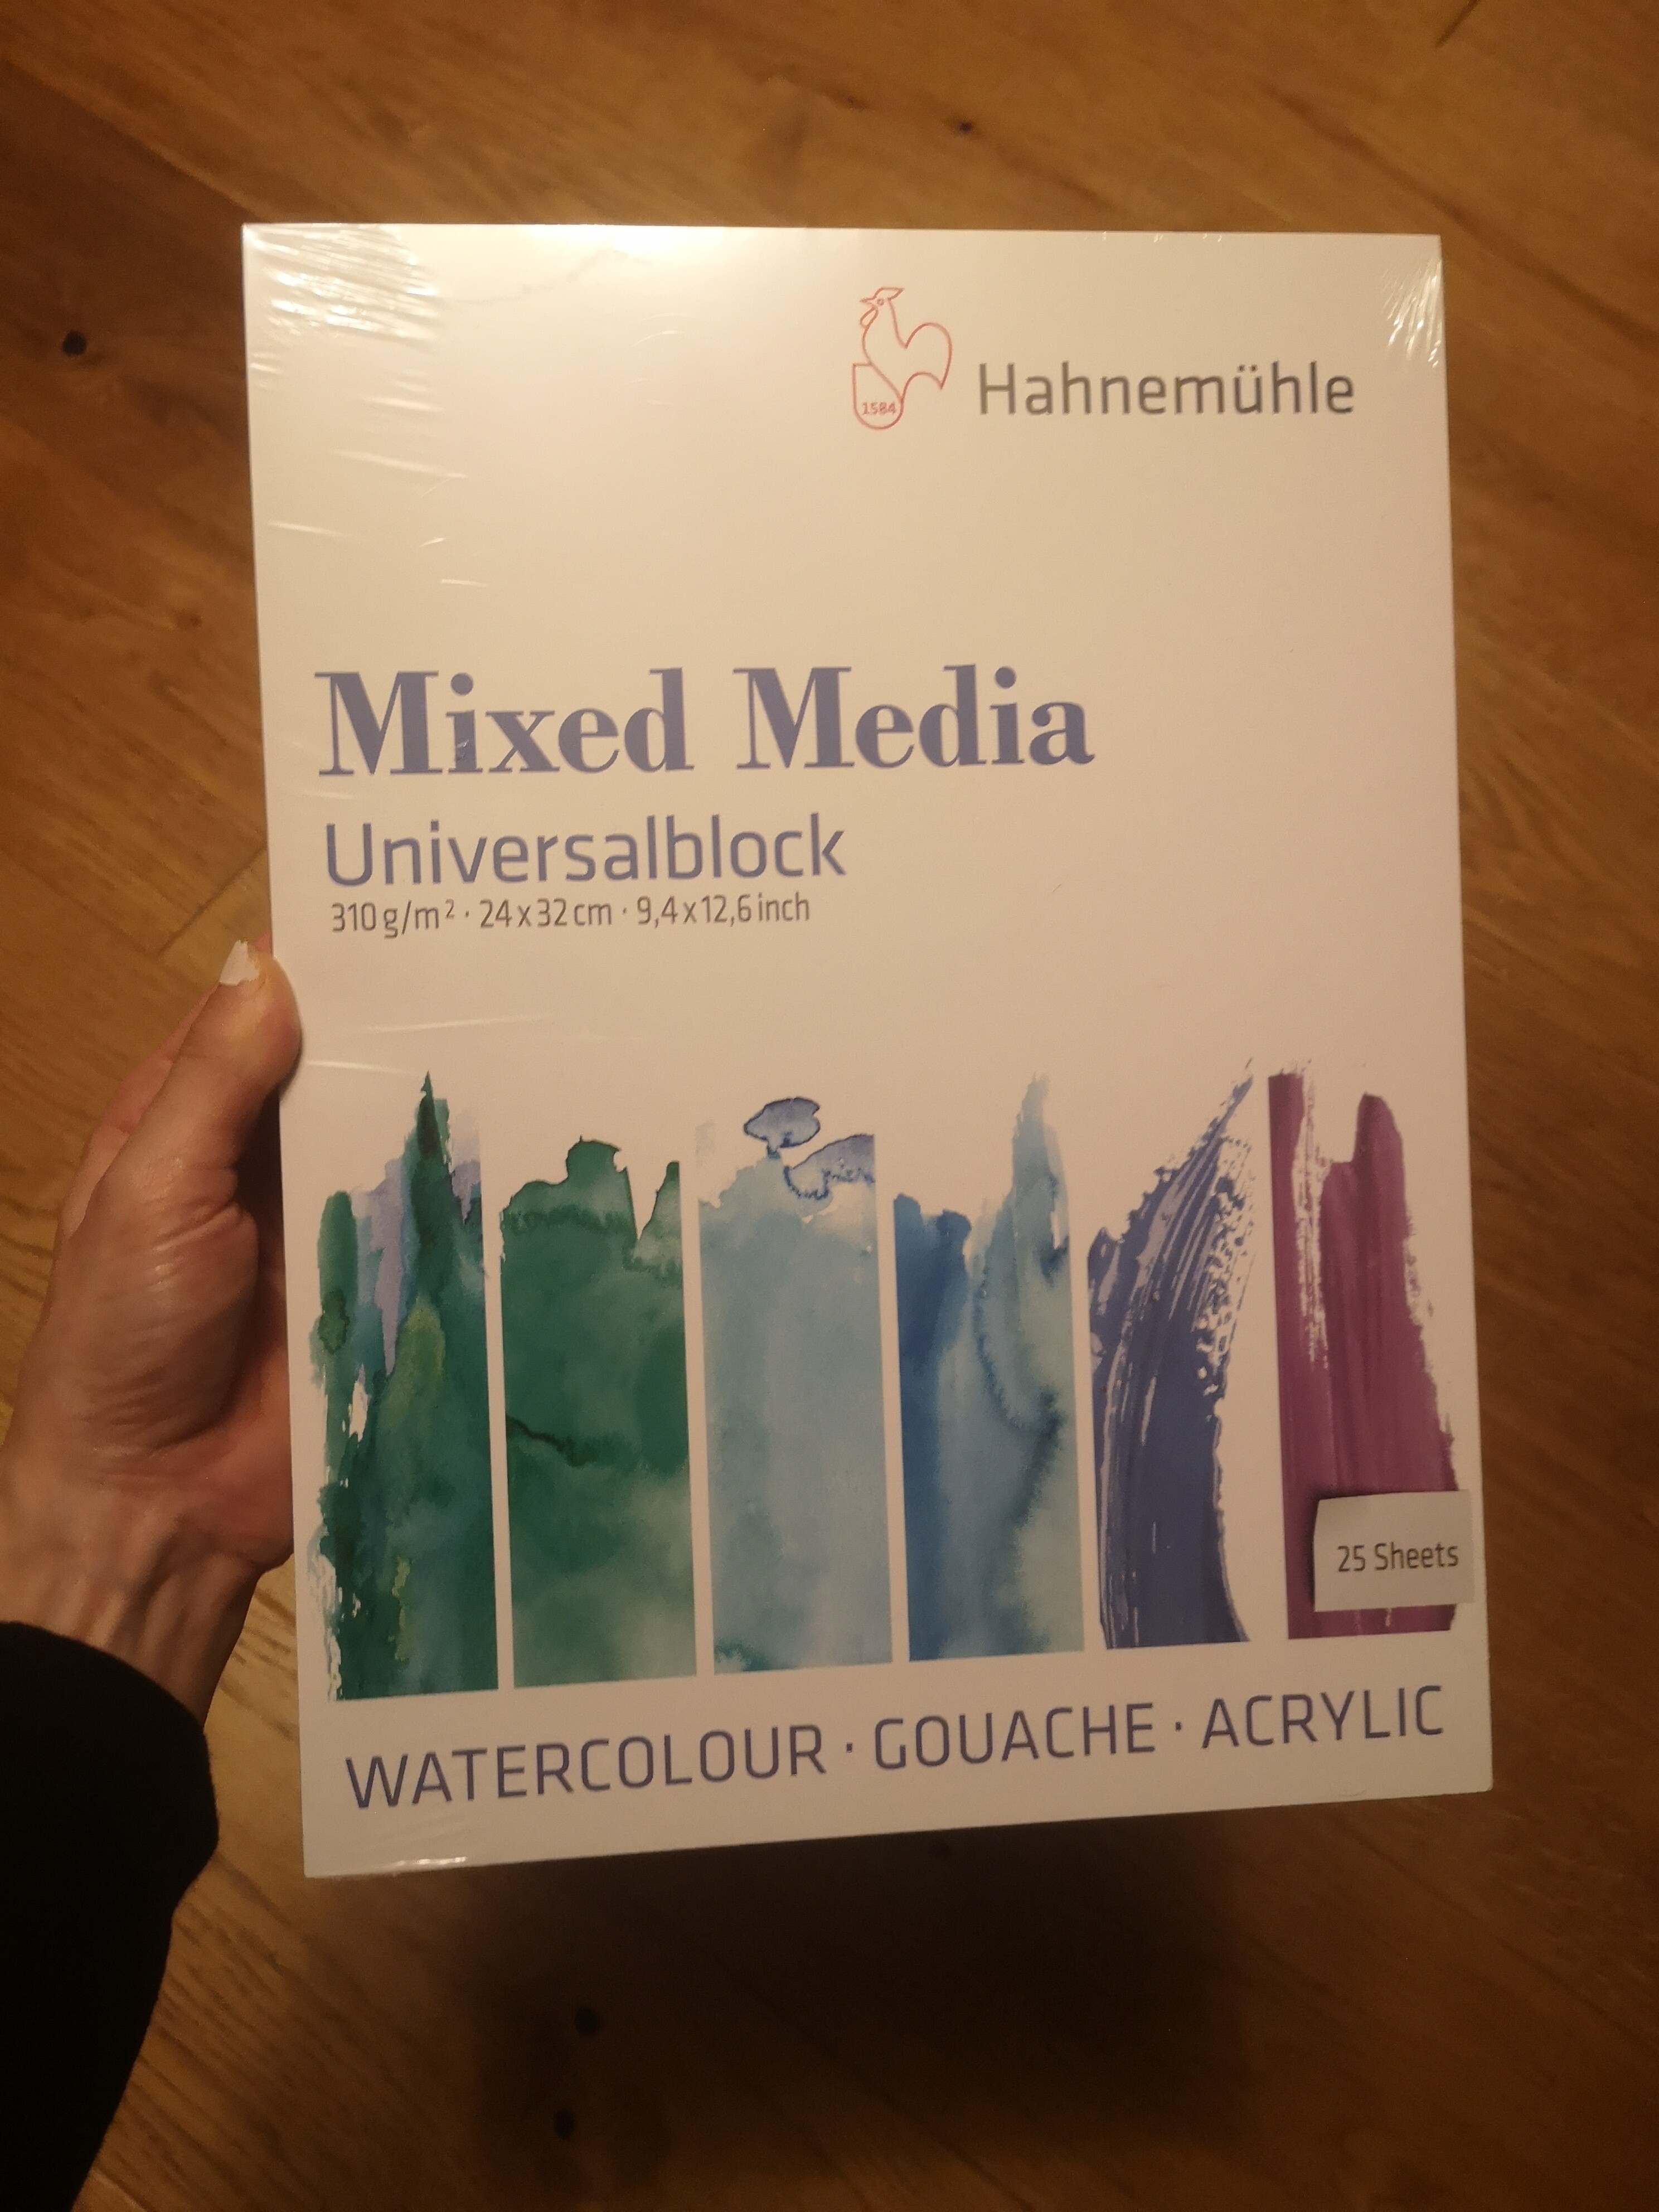 1584
Hahnemühle
Mixed Media
Universalblock
310 g/m² · 24 x 32 cm · 9,4 x 12,6 inch
25 Sheets
WATERCOLOUR · GOUACHE · ACRYLIC